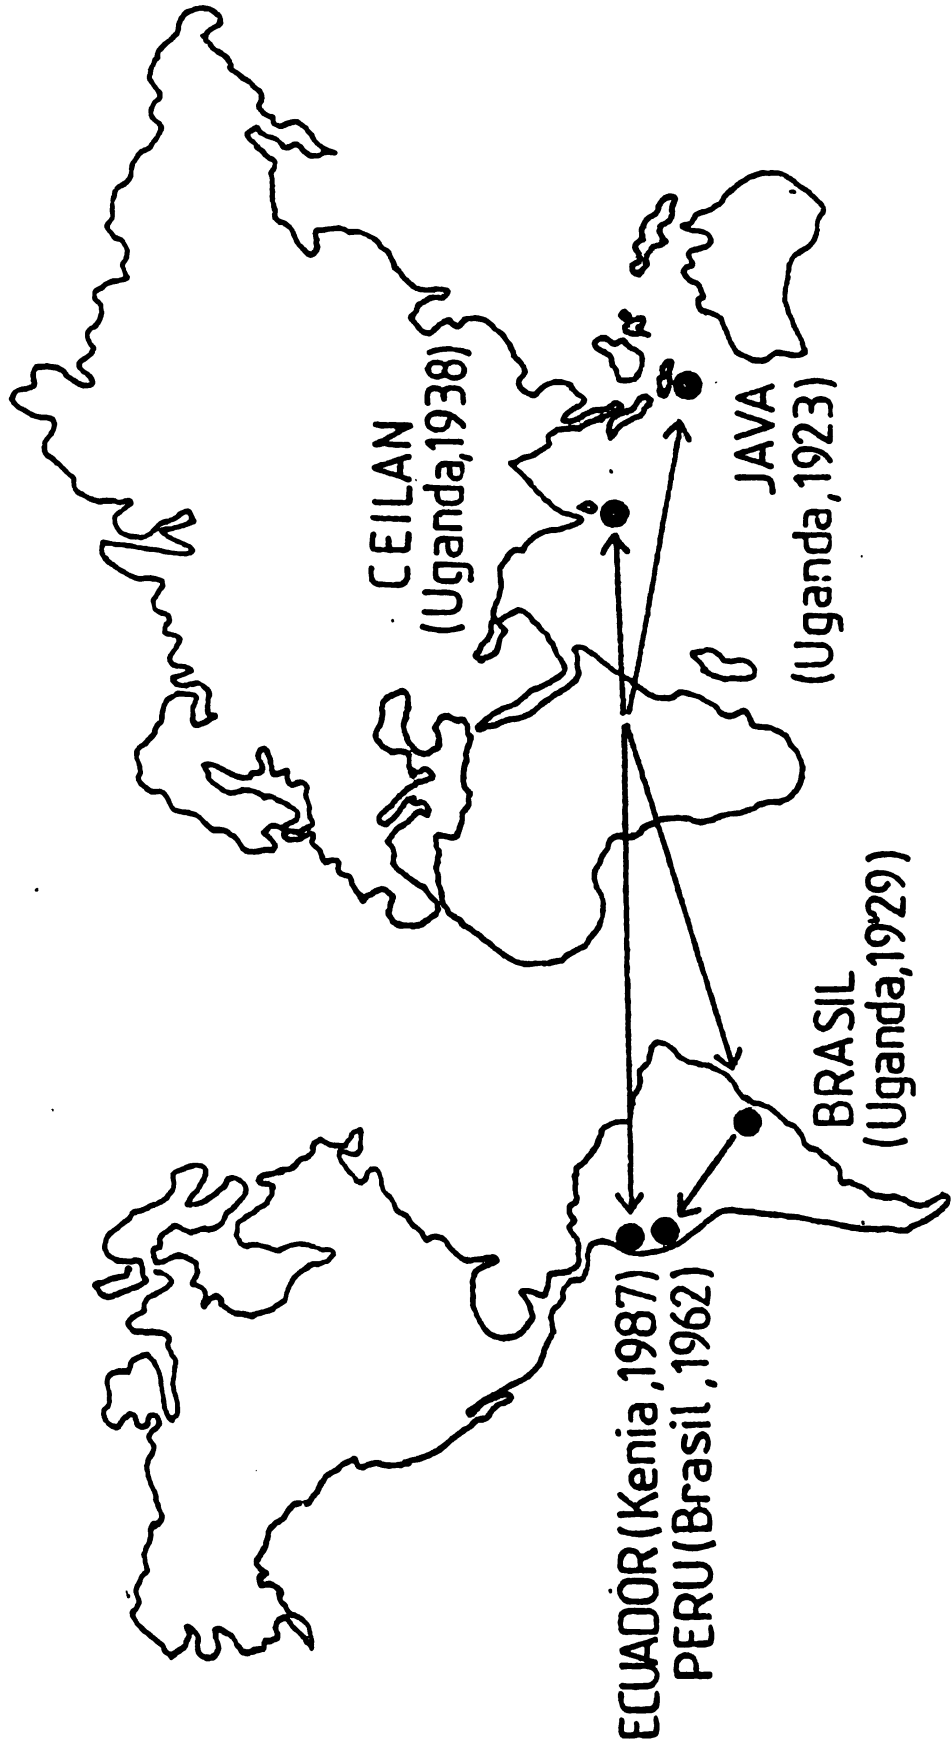 CEILAN
(Uganda,1938)
JAVA
(Uganda,1923)
BRASIL
(Uganda,1929)
ECUADOR(Kenia,1987)
PERU(Brasil,1962)